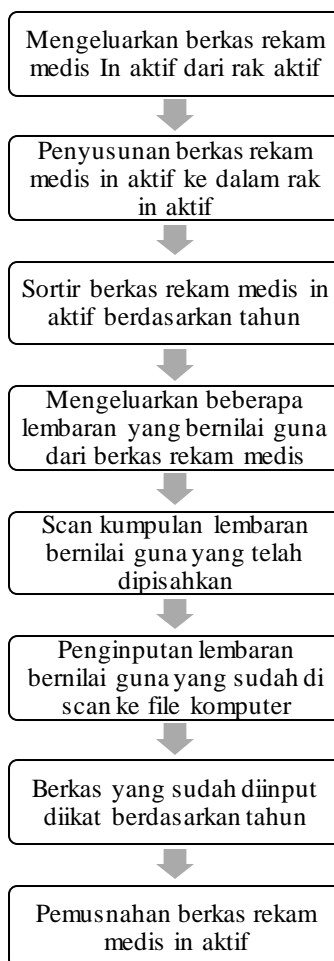 Mengeluarkan berkas rekam
medis In aktif dari rak aktif
Penyusunan berkas rekam
medis in aktif ke dalam rak
in aktif
Sortir berkas rekam medis in
aktif berdasarkan tahun
Mengeluarkan beberapa
lembaran yang bernilai guna
dari berkas rekam medis
Scan kumpulan lembaran
bernilai guna yang telah
dipisahkan
Penginputan lembaran
bernilai guna yang sudah di
scan ke file komputer
Berkas yang sudah diinput
diikat berdasarkan tahun
Pemusnahan berkas rekam
medis in aktif